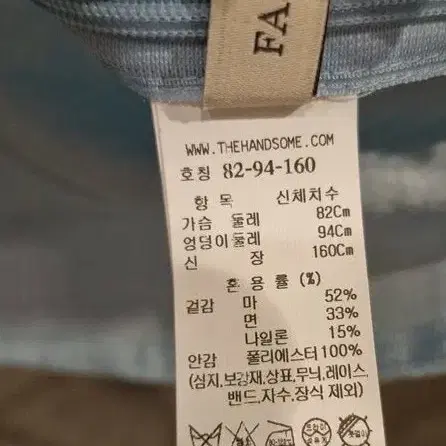 FA
WWW.THEHANDSOME.COM
호칭 82-94-160
항 목 신체치수
가슴 둘레 82Cm
엉덩이둘레 94Cm
신 장 160Cm
혼 용 률 (%)
겉감 마 52%
면 33%
나일론 15%
안감 폴리에스터100%
(심지,보강재,상표,무늬,레이스,
밴드,자수,장식 제외)